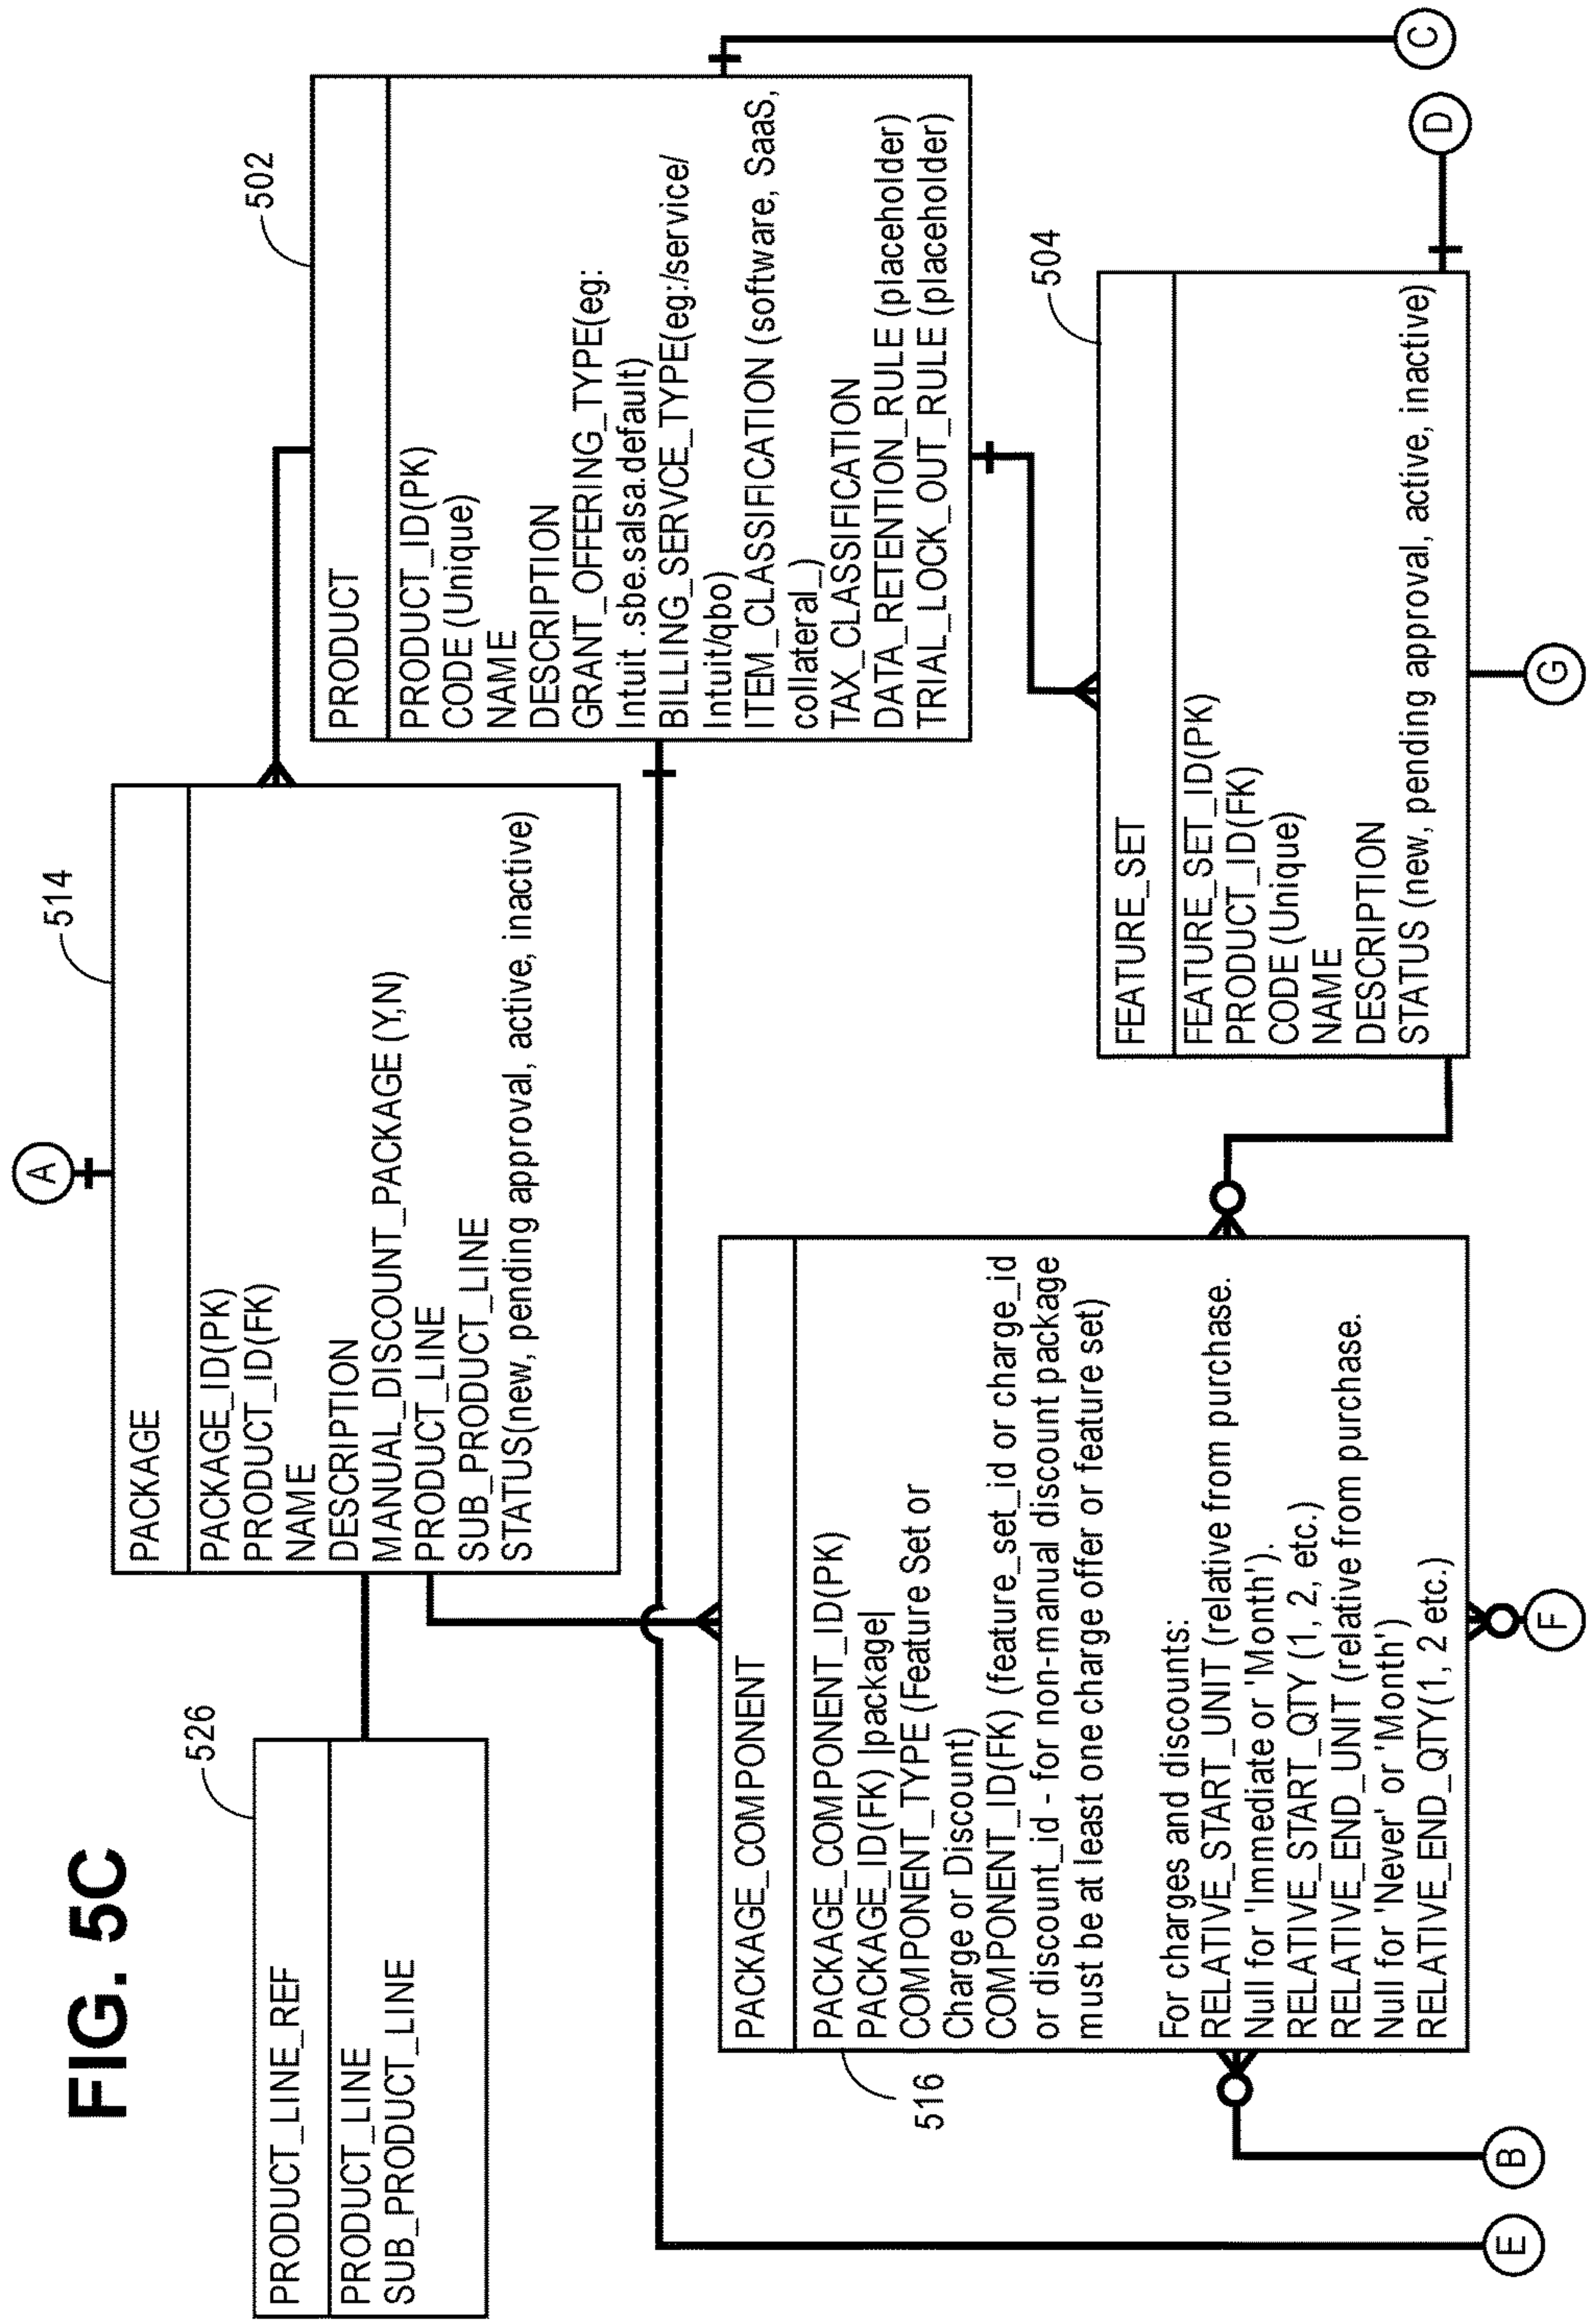 FIG. 5C
526
PRODUCT_LINE_REF
PRODUCT_LINE
SUB_PRODUCT_LINE
A
514
PACKAGE
PACKAGE_ID(PK)
PRODUCT_ID(FK)
NAME
DESCRIPTION
MANUAL_DISCOUNT_PACKAGE (Y,N)
PRODUCT_LINE
SUB_PRODUCT_LINE
STATUS(new, pending approval, active, inactive)
502
PRODUCT
PRODUCT_ID(PK)
CODE (Unique)
NAME
DESCRIPTION
GRANT_OFFERING_TYPE(eg:
Intuit .sbe.salsa.default)
BILLING_SERVCE_TYPE(eg:/service/
Intuit/qbo)
ITEM_CLASSIFICATION (software, SaaS,
collateral_)
TAX_CLASSIFICATION
DATA_RETENTION_RULE (placeholder)
TRIAL_LOCK_OUT_RULE (placeholder)
516
PACKAGE_COMPONENT
PACKAGE_COMPONENT_ID(PK)
PACKAGE_ID(FK) |package|
COMPONENT_TYPE (Feature Set or
Charge or Discount)
COMPONENT_ID(FK) (feature_set_id or charge_id
or discount_id - for non-manual discount package
must be at least one charge offer or feature set)
For charges and discounts:
RELATIVE_START_UNIT (relative from purchase.
Null for 'Immediate or 'Month').
RELATIVE_START_QTY (1, 2, etc.)
RELATIVE_END_UNIT (relative from purchase.
Null for 'Never' or 'Month')
RELATIVE_END_QTY(1, 2 etc.)
504
FEATURE_SET
FEATURE_SET_ID(PK)
PRODUCT_ID(FK)
CODE (Unique)
NAME
DESCRIPTION
STATUS (new, pending approval, active, inactive)
E
B
F
G
D
C